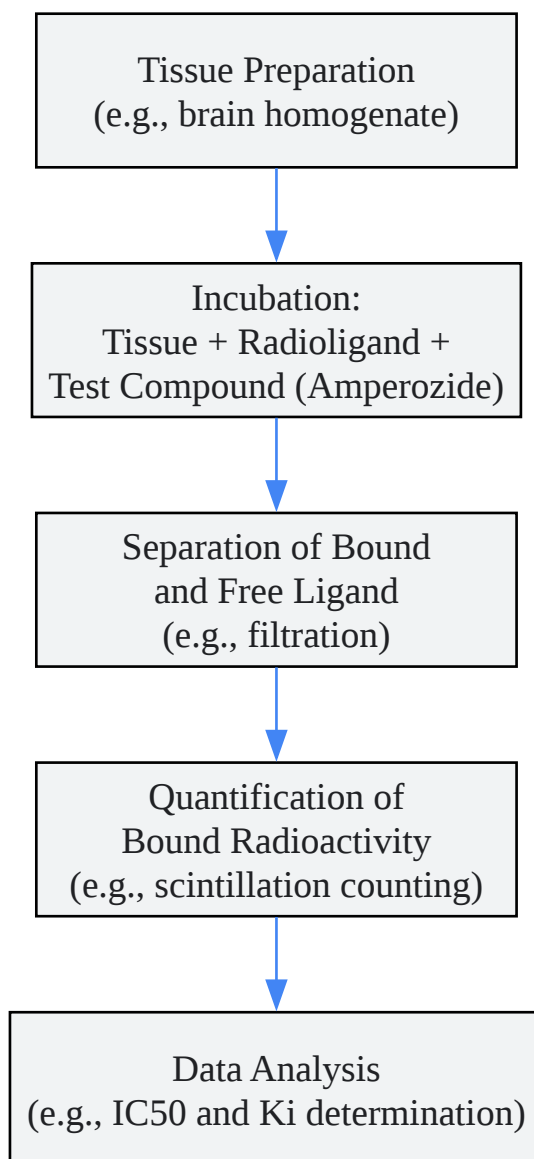 Tissue Preparation
(e.g., brain homogenate)
Incubation:
Tissue + Radioligand +
Test Compound (Amperozide)
Separation of Bound
and Free Ligand
(e.g., filtration)
Quantification of
Bound Radioactivity
(e.g., scintillation counting)
Data Analysis
(e.g., IC50 and Ki determination)